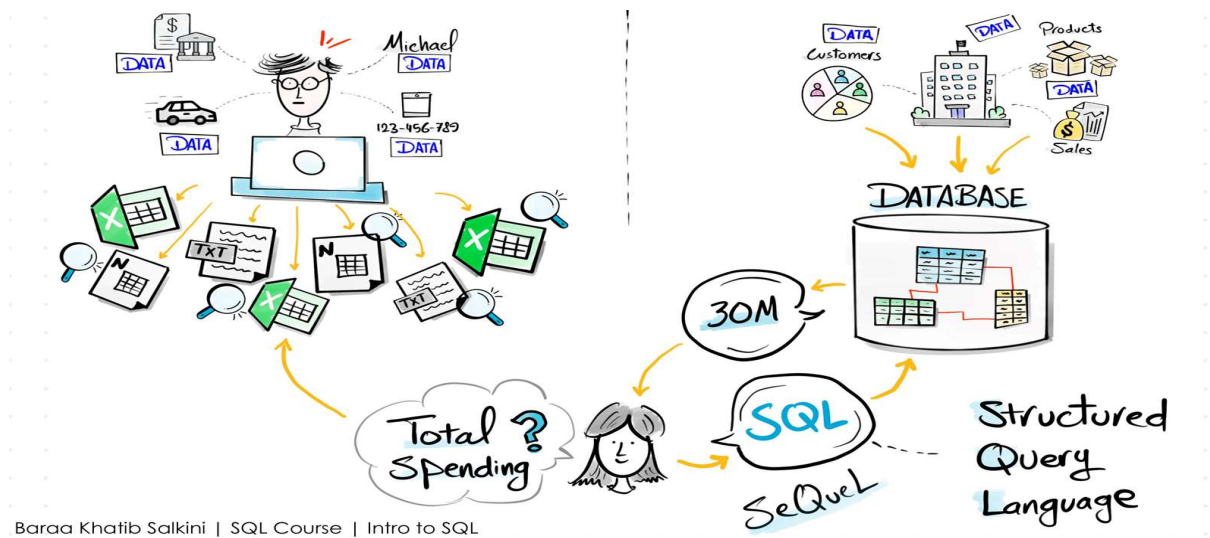 $
DATA
Michael
DATA
DATA
123-456-789
DATA
X
N
TXT
X
N
TXT
X
Total ?
Spending
DATA
Customers
DATA
Products
DATA
$
Sales
DATABASE
30M
SQL
SeQueL
Structured
Query
Language
Baraa Khatib Salkini | SQL Course | Intro to SQL